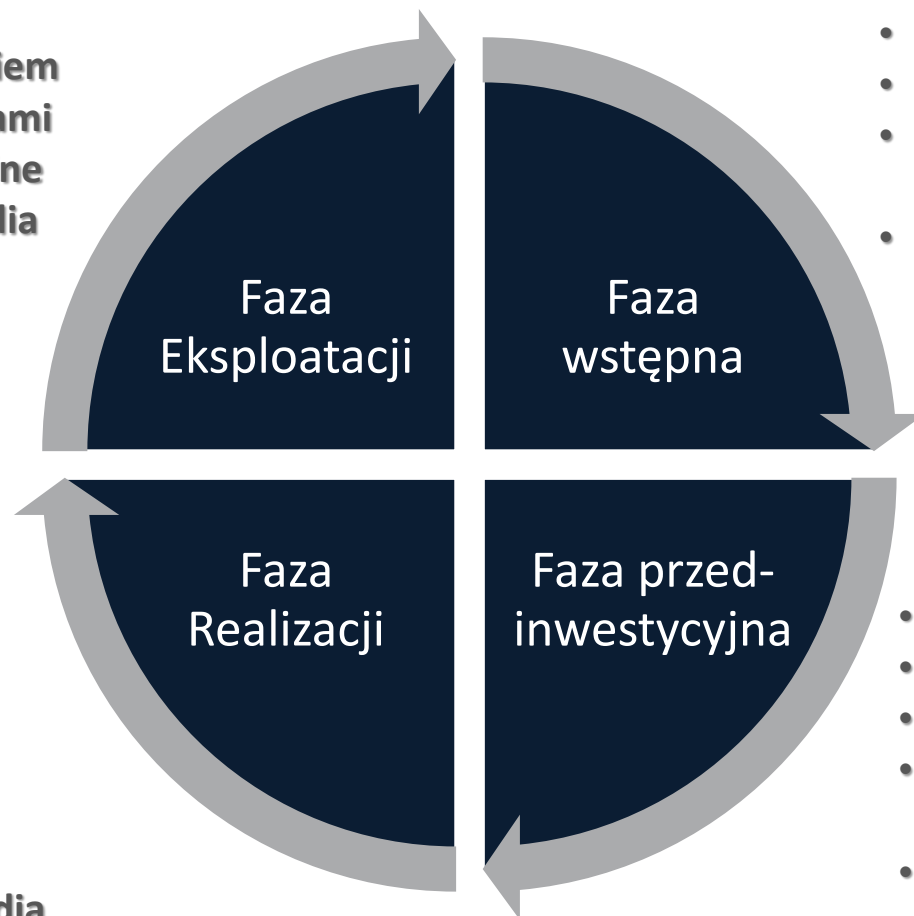 Faza
Eksploatacji
Faza
wstępna
Faza
Realizacji
Faza przed-
inwestycyjna